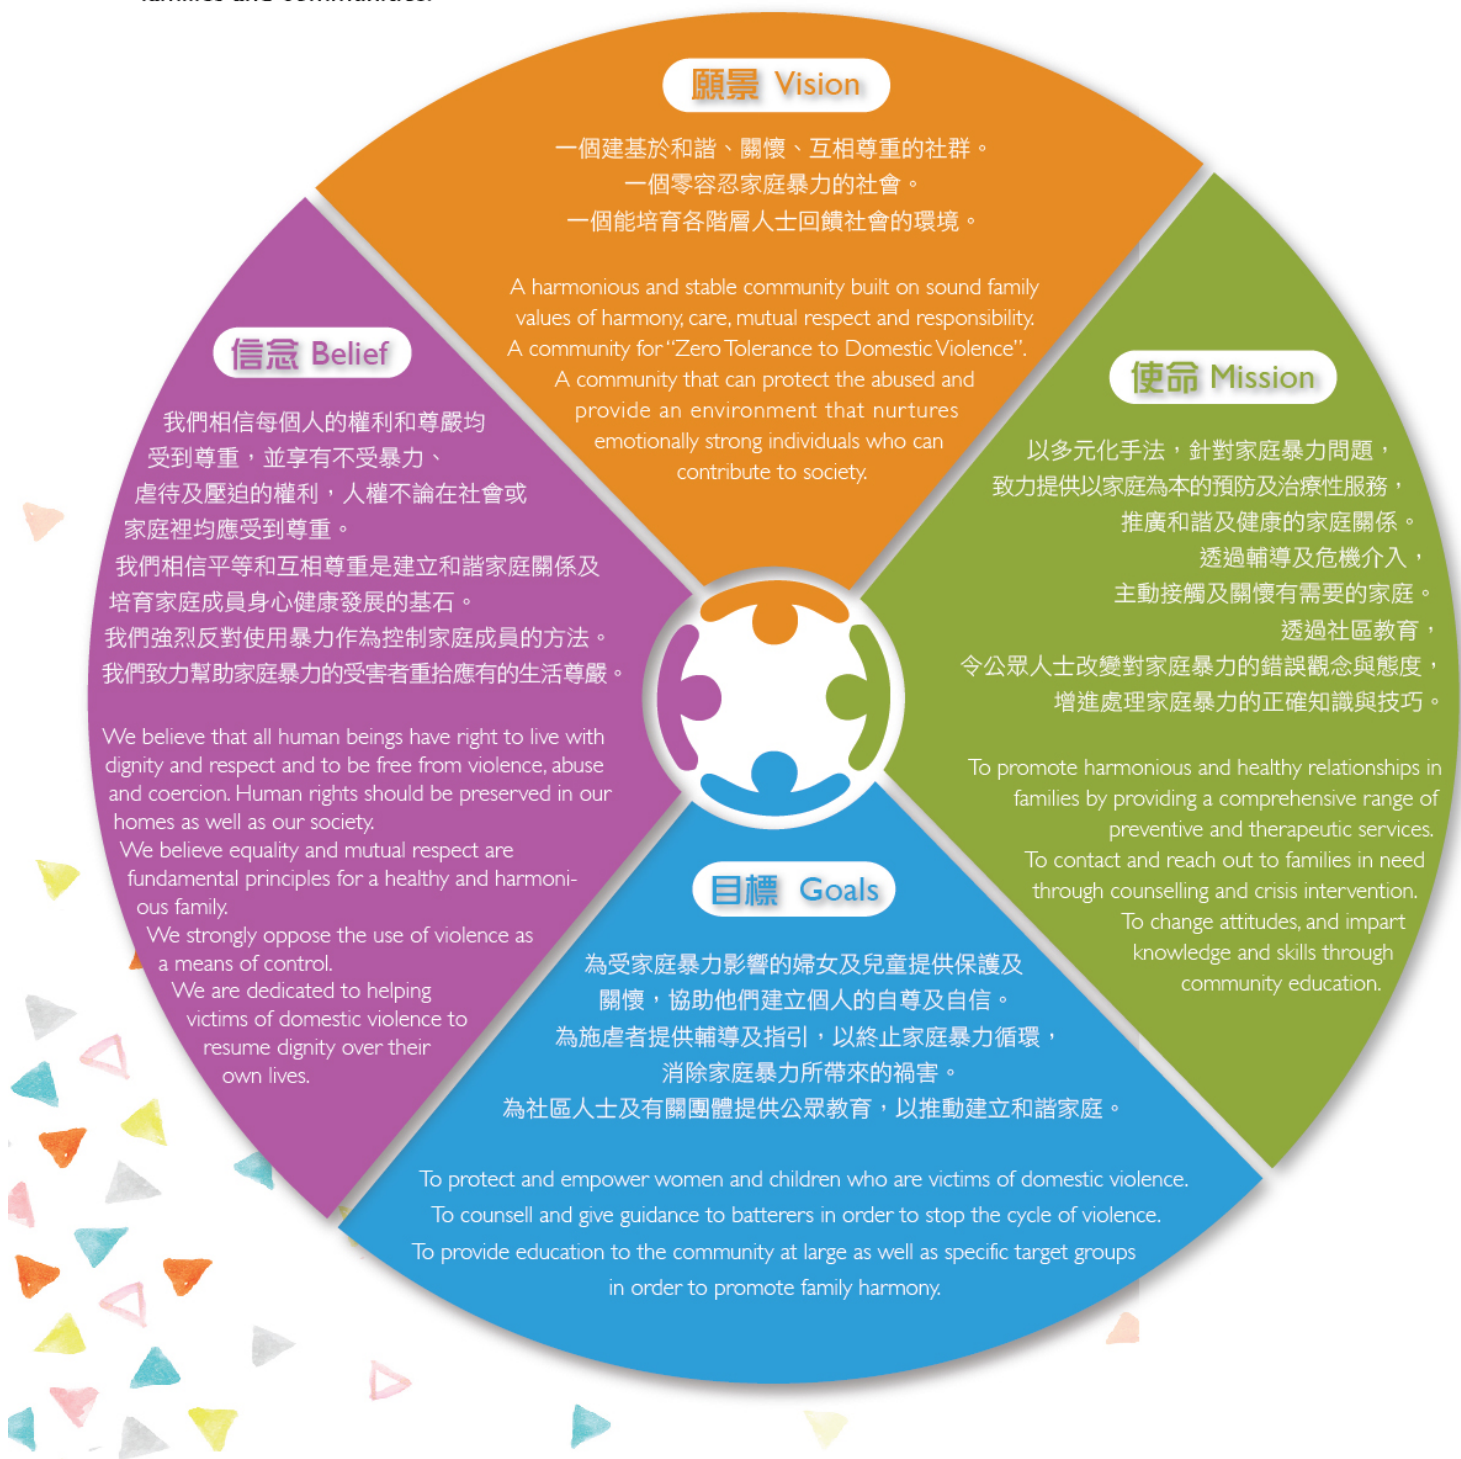 families and communities.
願景 Vision
一個建基於和諧、關懷、互相尊重的社群。
一個零容忍家庭暴力的社會。
一個能培育各階層人士回饋社會的環境。
A harmonious and stable community built on sound family
values of harmony, care, mutual respect and responsibility.
A community for “Zero Tolerance to Domestic Violence”.
A community that can protect the abused and
provide an environment that nurtures
emotionally strong individuals who can
contribute to society.
信念 Belief
我們相信每個人的權利和尊嚴均
受到尊重，並享有不受暴力、
虐待及壓迫的權利，人權不論在社會或
家庭裡均應受到尊重。
我們相信平等和互相尊重是建立和諧家庭關係及
培育家庭成員身心健康發展的基石。
我們強烈反對使用暴力作為控制家庭成員的方法。
我們致力幫助家庭暴力的受害者重拾應有的生活尊嚴。
We believe that all human beings have right to live with
dignity and respect and to be free from violence, abuse
and coercion. Human rights should be preserved in our
homes as well as our society.
We believe equality and mutual respect are
fundamental principles for a healthy and harmoni-
ous family.
We strongly oppose the use of violence as
a means of control.
We are dedicated to helping
victims of domestic violence to
resume dignity over their
own lives.
使命 Mission
以多元化手法，針對家庭暴力問題，
致力提供以家庭為本的預防及治療性服務，
推廣和諧及健康的家庭關係。
透過輔導及危機介入，
主動接觸及關懷有需要的家庭。
透過社區教育，
令公眾人士改變對家庭暴力的錯誤觀念與態度，
增進處理家庭暴力的正確知識與技巧。
To promote harmonious and healthy relationships in
families by providing a comprehensive range of
preventive and therapeutic services.
To contact and reach out to families in need
through counselling and crisis intervention.
To change attitudes, and impart
knowledge and skills through
community education.
目標 Goals
為受家庭暴力影響的婦女及兒童提供保護及
關懷，協助他們建立個人的自尊及自信。
為施虐者提供輔導及指引，以終止家庭暴力循環，
消除家庭暴力所帶來的禍害。
為社區人士及有關團體提供公眾教育，以推動建立和諧家庭。
To protect and empower women and children who are victims of domestic violence.
To counsell and give guidance to batterers in order to stop the cycle of violence.
To provide education to the community at large as well as specific target groups
in order to promote family harmony.